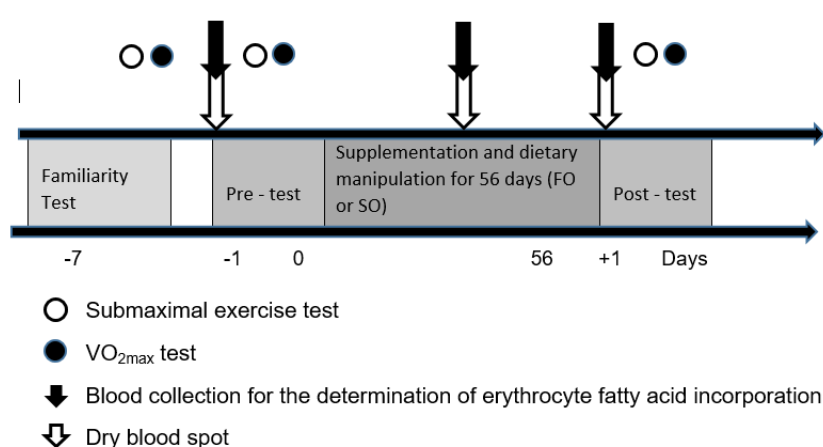 Familiarity
Test
Pre - test
Supplementation and dietary
manipulation for 56 days (FO
or SO)
Post - test
-7
-1
0
56
+1
Days
Submaximal exercise test
VO2max test
Blood collection for the determination of erythrocyte fatty acid incorporation
Dry blood spot